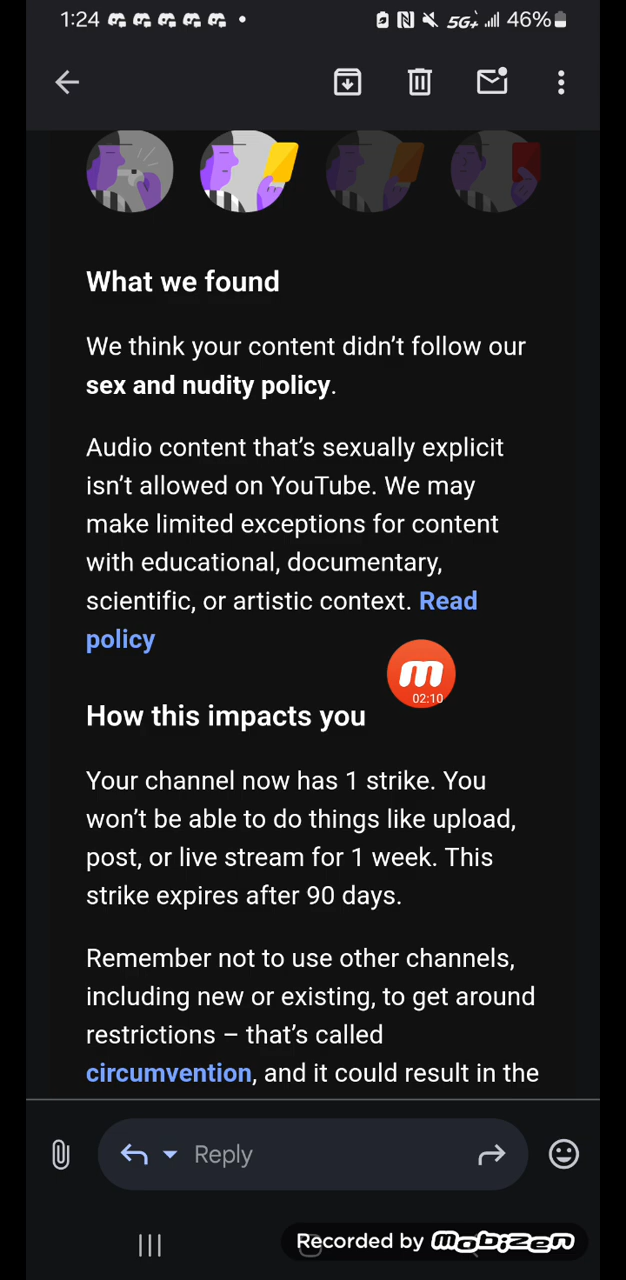 1:24
5G+ 46%
What we found
We think your content didn't follow our
sex and nudity policy.
Audio content that's sexually explicit
isn't allowed on YouTube. We may
make limited exceptions for content
with educational, documentary,
scientific, or artistic context. Read
policy
m
02:10
How this impacts you
Your channel now has 1 strike. You
won't be able to do things like upload,
post, or live stream for 1 week. This
strike expires after 90 days.
Remember not to use other channels,
including new or existing, to get around
restrictions – that's called
circumvention, and it could result in the
Reply
Recorded by mobizen